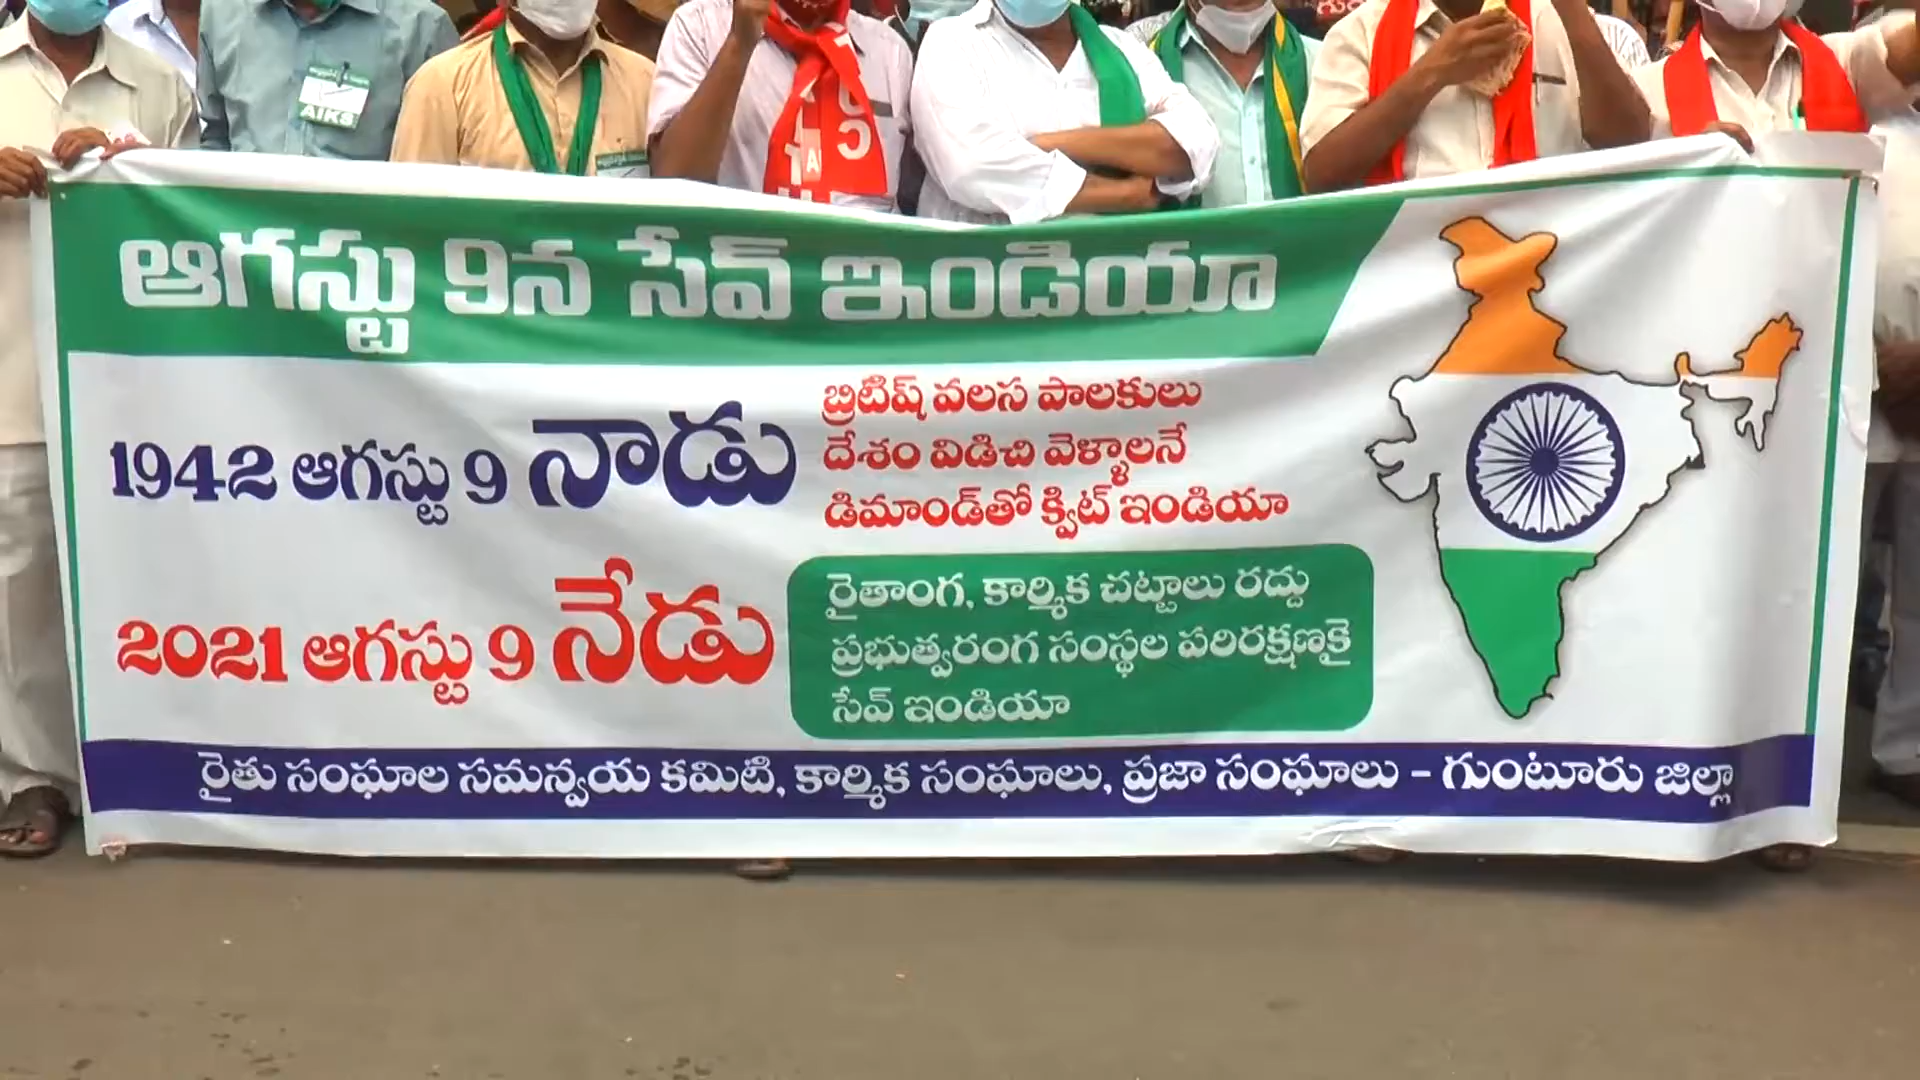 AIKS
ఆగస్టు 9న సేవ్ ఇండియా
1942 ఆగస్టు 9 నాడు
బ్రిటిష్ వలస పాలకులు
దేశం విడిచి వెళ్ళాలనే
డిమాండ్‌తో క్విట్ ఇండియా
2021 ఆగస్టు 9 నేడు
రైతాంగ, కార్మిక చట్టాలు రద్దు
ప్రభుత్వరంగ సంస్థల పరిరక్షణకై
సేవ్ ఇండియా
రైతు సంఘాల సమన్వయ కమిటి, కార్మిక సంఘాలు, ప్రజా సంఘాలు - గుంటూరు జిల్లా